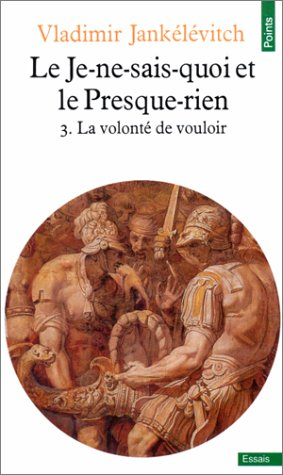 Vladimir Jankélévitch
Points
Le Je-ne-sais-quoi et
le Presque-rien
3. La volonté de vouloir
Essais